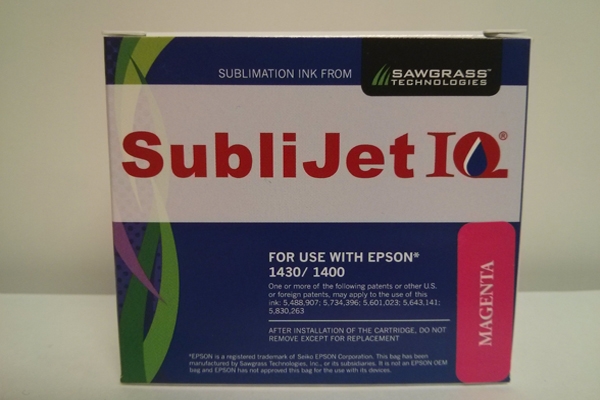 SUBLIMATION INK FROM
SAWGRASS™
TECHNOLOGIES
SubliJet IQ®
FOR USE WITH EPSON®
1430/ 1400
One or more of the following patents or other U.S.
or foreign patents, may apply to the use of this
ink: 5,488,907; 5,734,396; 5,601,023; 5,643,141;
5,830,263
AFTER INSTALLATION OF THE CARTRIDGE, DO NOT
REMOVE EXCEPT FOR REPLACEMENT
MAGENTA
*EPSON is a registered trademark of Seiko EPSON Corporation. This bag has been
manufactured by Sawgrass Technologies, Inc., or its subsidiaries. It is not an EPSON OEM
bag and EPSON has not approved this bag for the use with its devices.